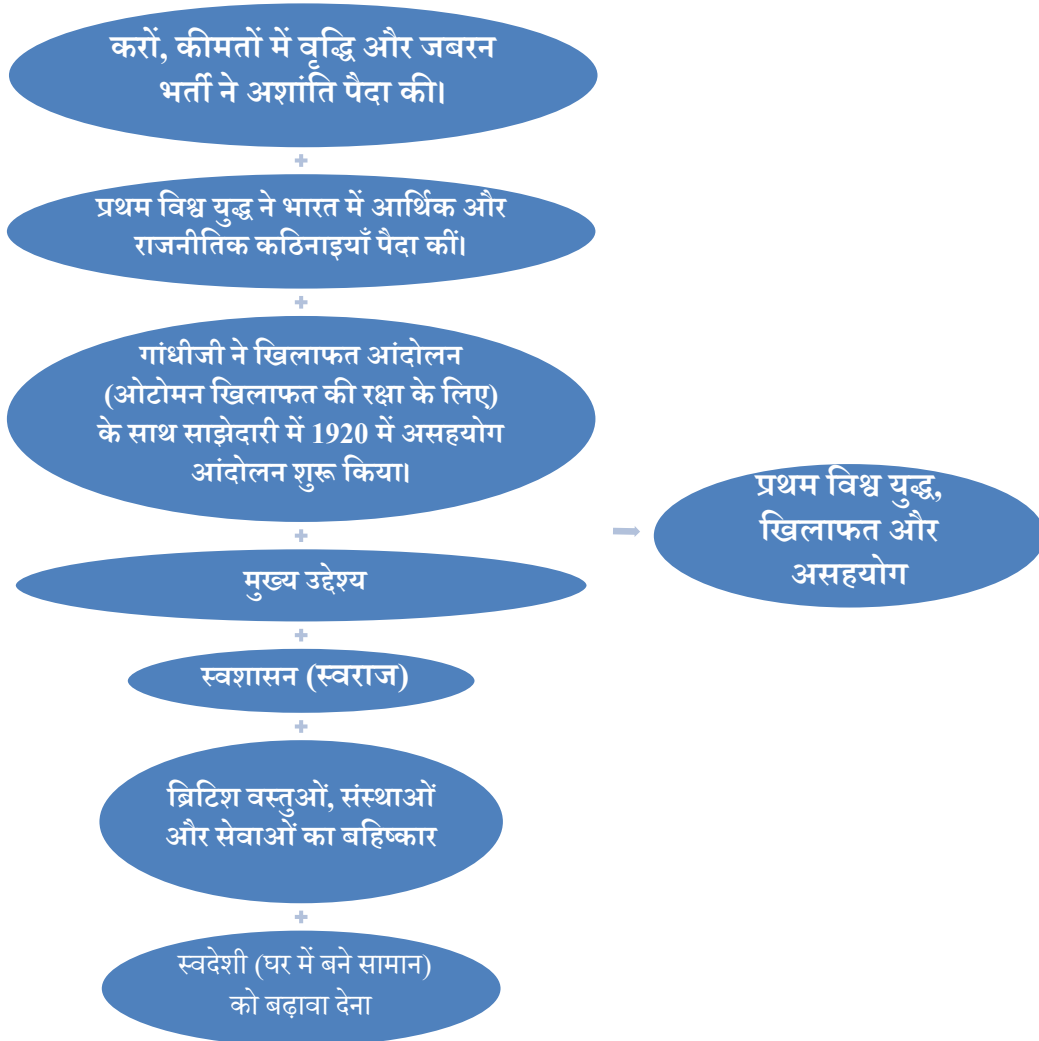 करों, कीमतों में वृद्धि और जबरन
भर्ती ने अशांति पैदा की।
प्रथम विश्व युद्ध ने भारत में आर्थिक और
राजनीतिक कठिनाइयाँ पैदा कीं।
गांधीजी ने खिलाफत आंदोलन
(ओटोमन खिलाफत की रक्षा के लिए)
के साथ साझेदारी में 1920 में असहयोग
आंदोलन शुरू किया।
मुख्य उद्देश्य
स्वशासन (स्वराज)
ब्रिटिश वस्तुओं, संस्थाओं
और सेवाओं का बहिष्कार
स्वदेशी (घर में बने सामान)
को बढ़ावा देना
प्रथम विश्व युद्ध,
खिलाफत और
असहयोग